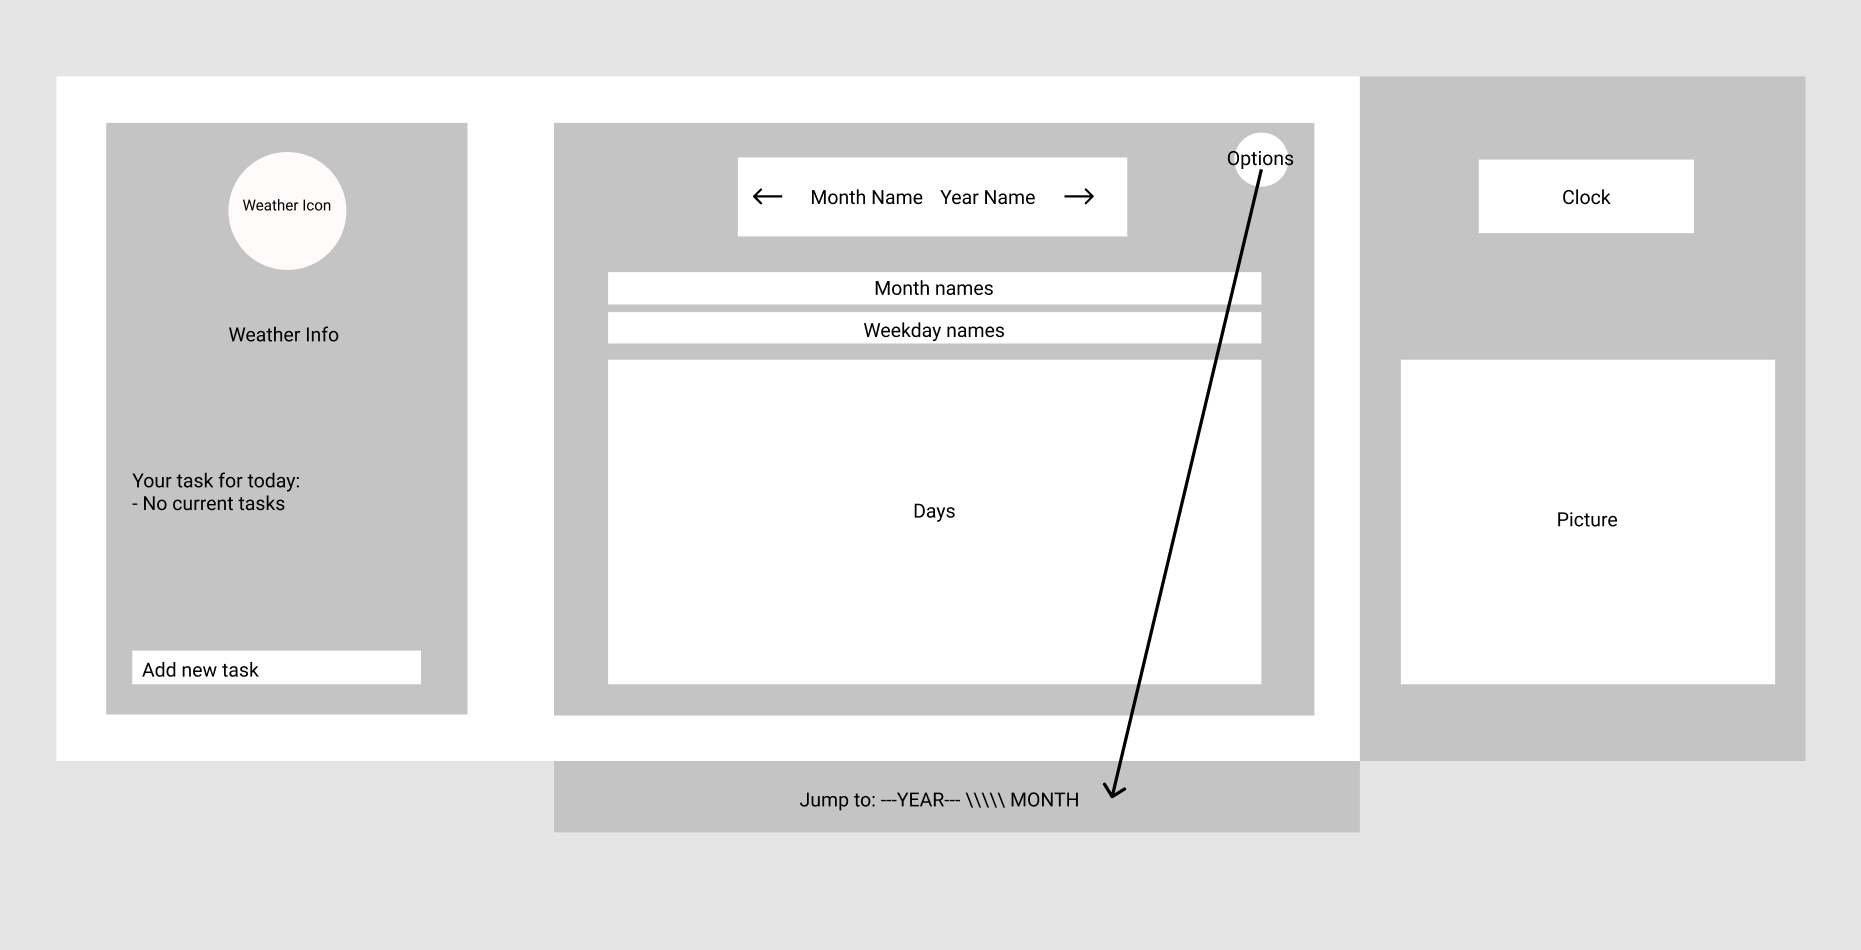 Weather Icon
Weather Info
Your task for today:
- No current tasks
Add new task
Options
Month Name Year Name
Month names
Weekday names
Days
Jump to: ---YEAR--- \\\\\ MONTH
Clock
Picture